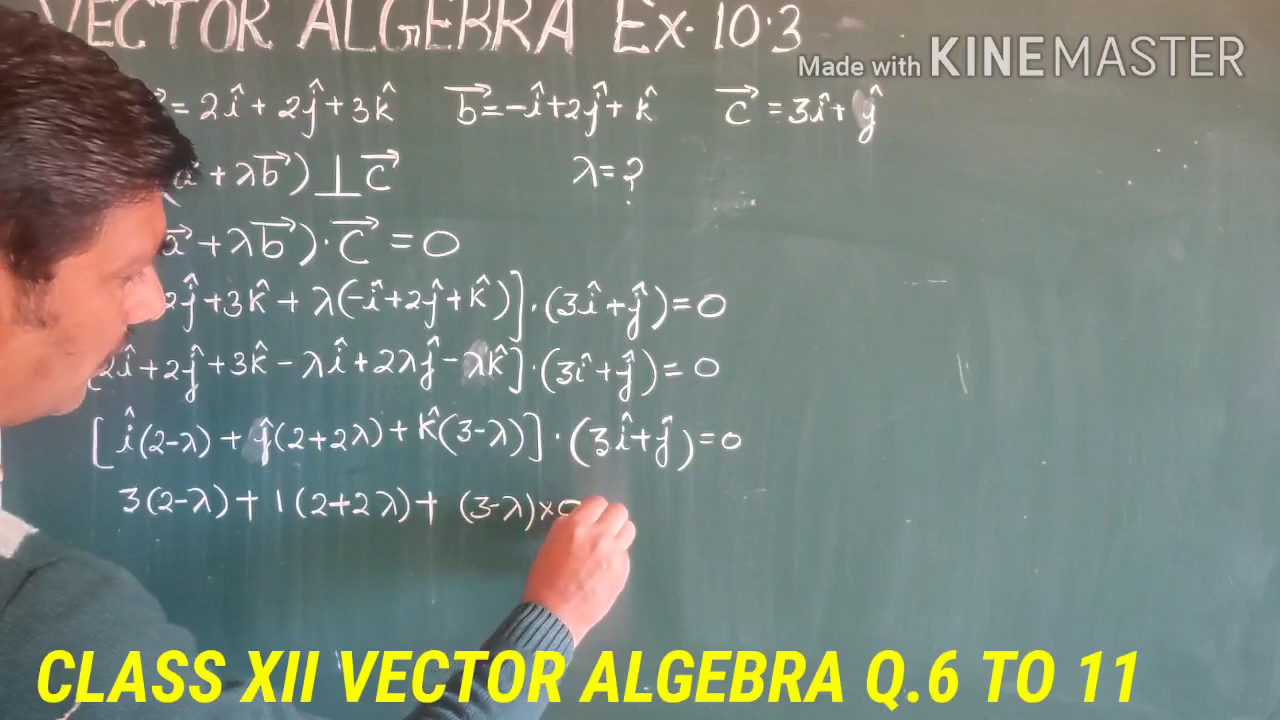 VECTOR ALGEBRA Ex. 10.3
Made with KINEMASTER
= 2î + 2ĵ + 3k̂ b⃗ = -î + 2ĵ + k̂ c⃗ = 3î + ĵ
a⃗ + λb⃗) ⊥ c⃗ λ = ?
a⃗ + λb⃗) · c⃗ = 0
2ĵ + 3k̂ + λ(-î + 2ĵ + k̂)] · (3î + ĵ) = 0
2î + 2ĵ + 3k̂ - λî + 2λĵ - λk̂] · (3î + ĵ) = 0
[î(2-λ) + ĵ(2+2λ) + k̂(3-λ)] · (3î + ĵ) = 0
3(2-λ) + 1(2+2λ) + (3-λ)×
CLASS XII VECTOR ALGEBRA Q.6 TO 11